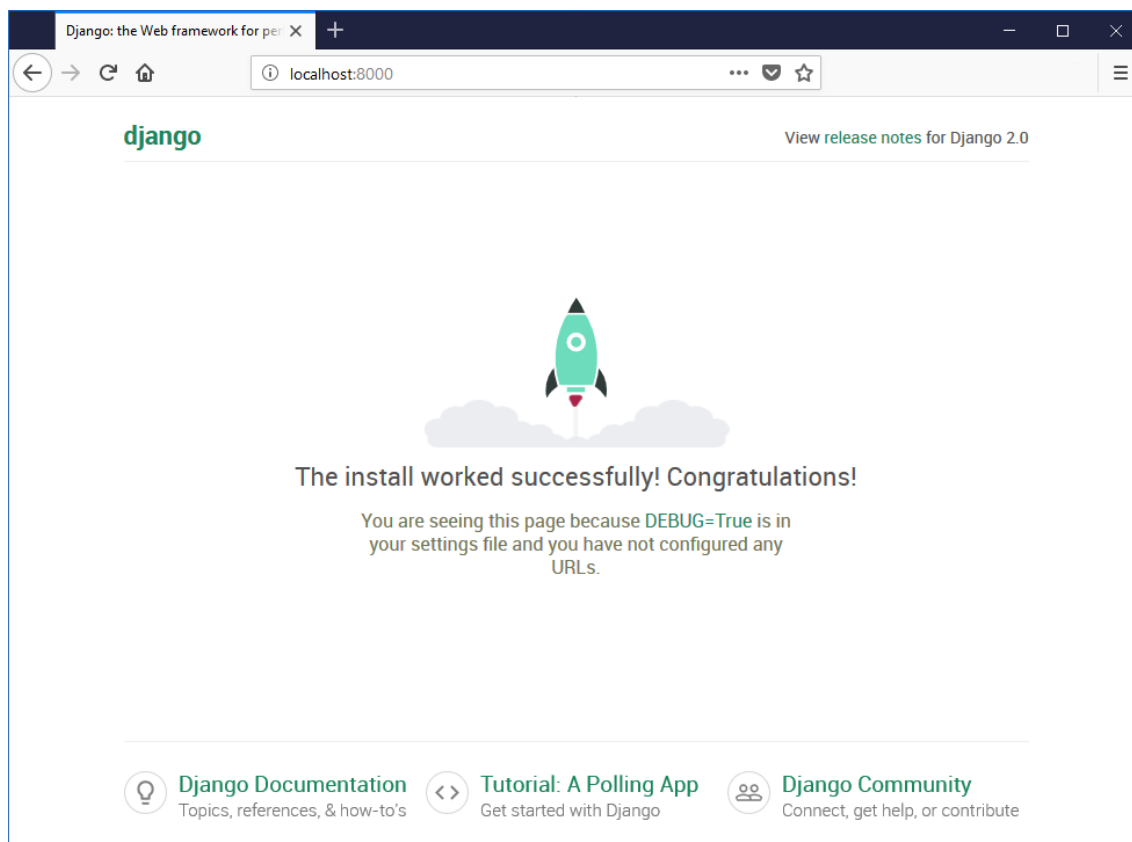 Django: the Web framework for per
localhost:8000
django
View release notes for Django 2.0
The install worked successfully! Congratulations!
You are seeing this page because DEBUG=True is in
your settings file and you have not configured any
URLs.
Django Documentation
Topics, references, & how-to's
Tutorial: A Polling App
Get started with Django
Django Community
Connect, get help, or contribute